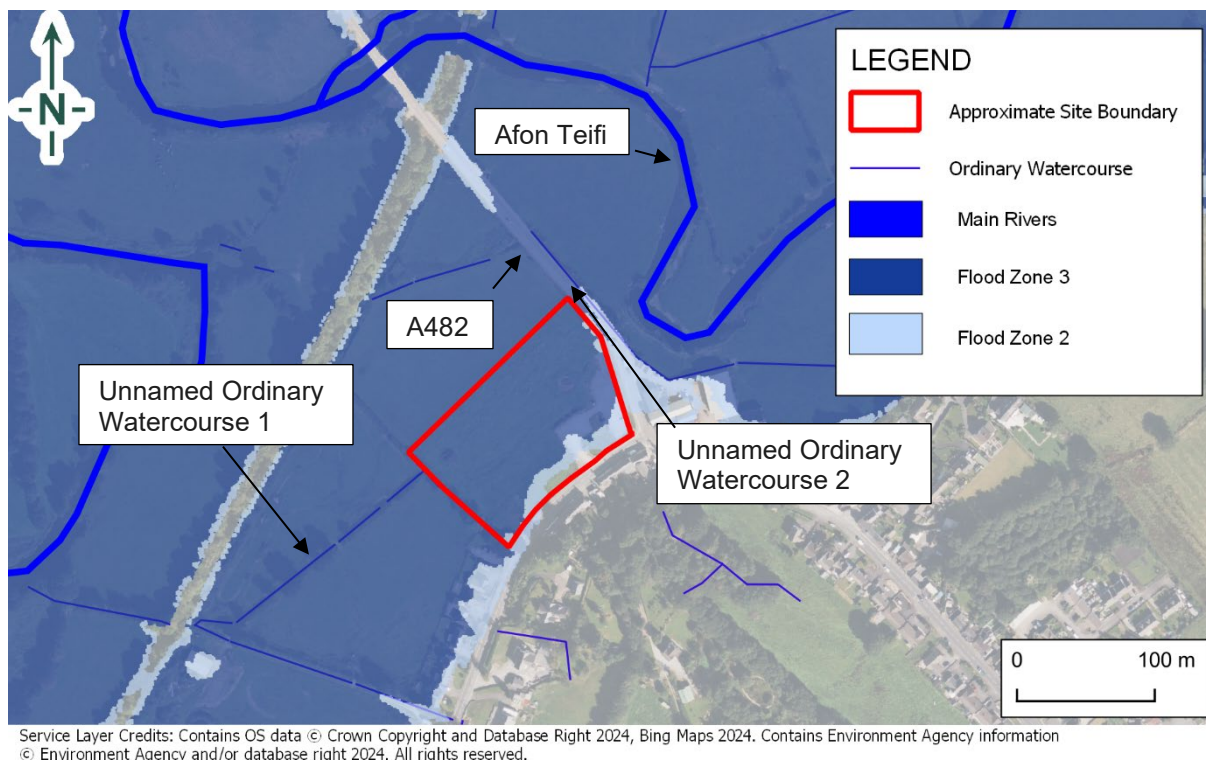 N
LEGEND
Approximate Site Boundary
Ordinary Watercourse
Main Rivers
Flood Zone 3
Flood Zone 2
Afon Teifi
A482
Unnamed Ordinary
Watercourse 1
Unnamed Ordinary
Watercourse 2
0 100 m
Service Layer Credits: Contains OS data © Crown Copyright and Database Right 2024, Bing Maps 2024. Contains Environment Agency information
© Environment Agency and/or database right 2024. All rights reserved.